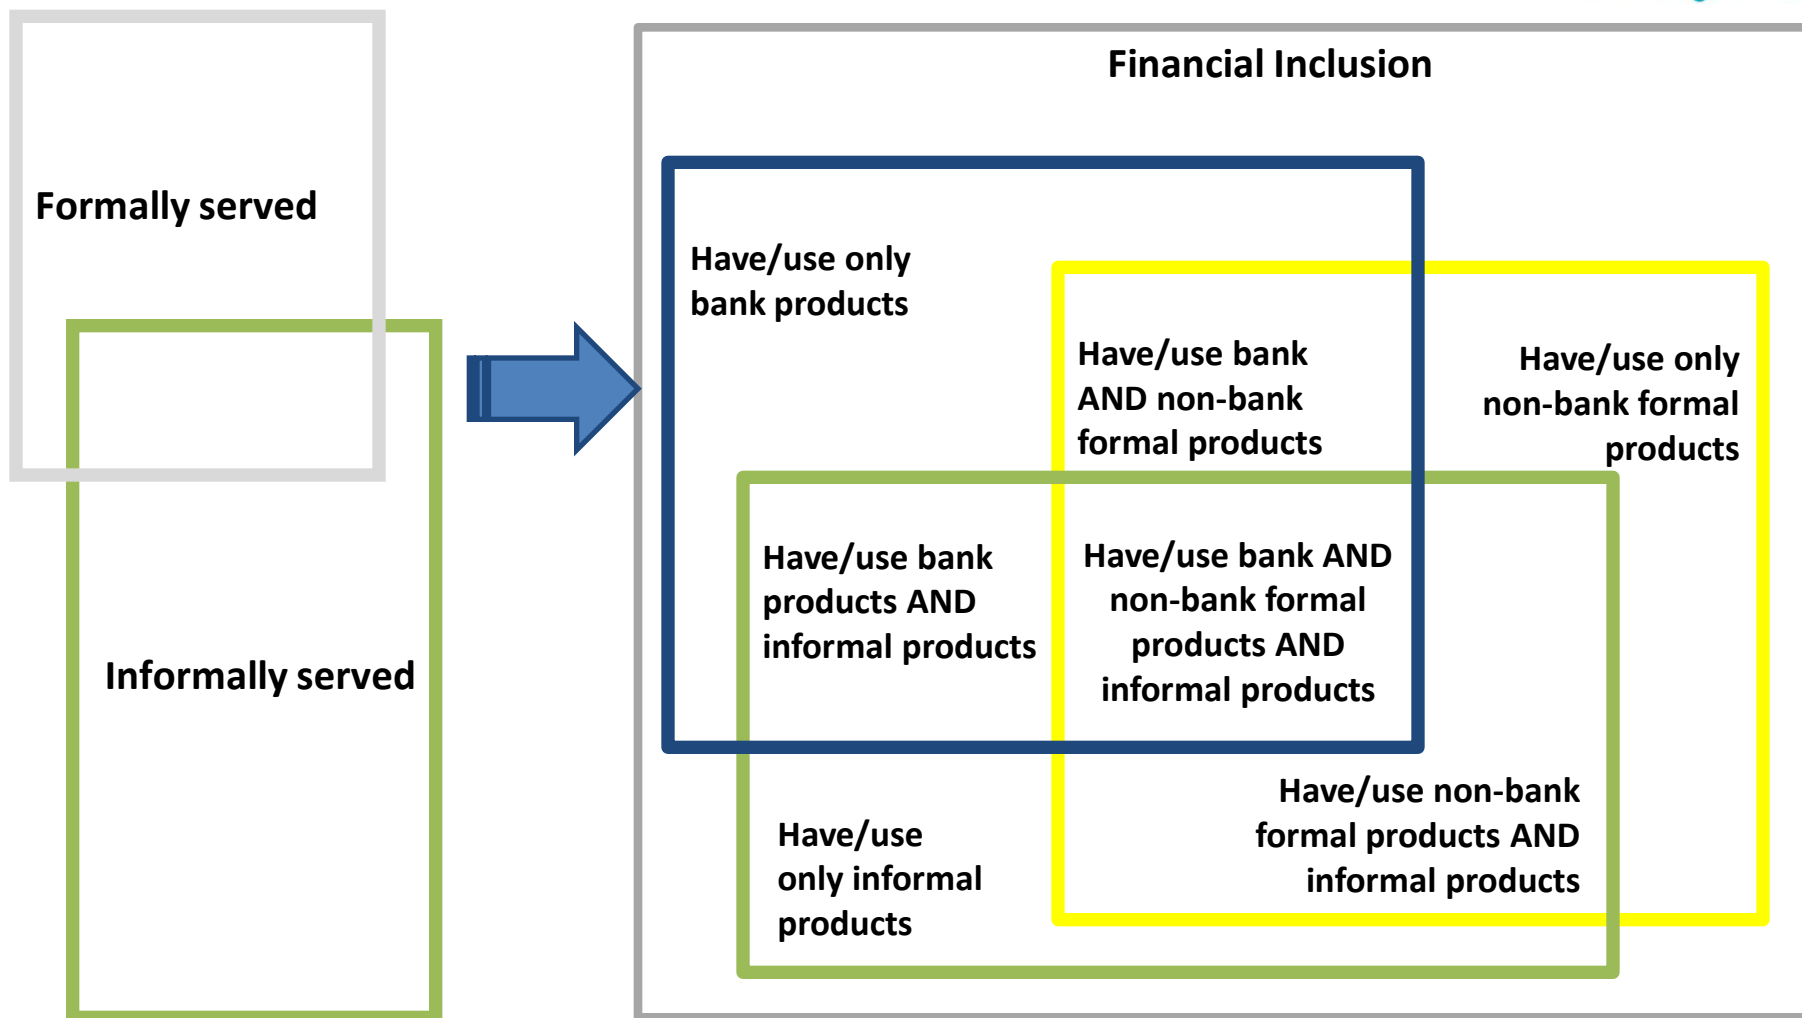 Financial Inclusion
Formally served
Informally served
Have/use only
bank products
Have/use bank
AND non-bank
formal products
Have/use only
non-bank formal
products
Have/use bank
products AND
informal products
Have/use bank AND
non-bank formal
products AND
informal products
Have/use
only informal
products
Have/use non-bank
formal products AND
informal products